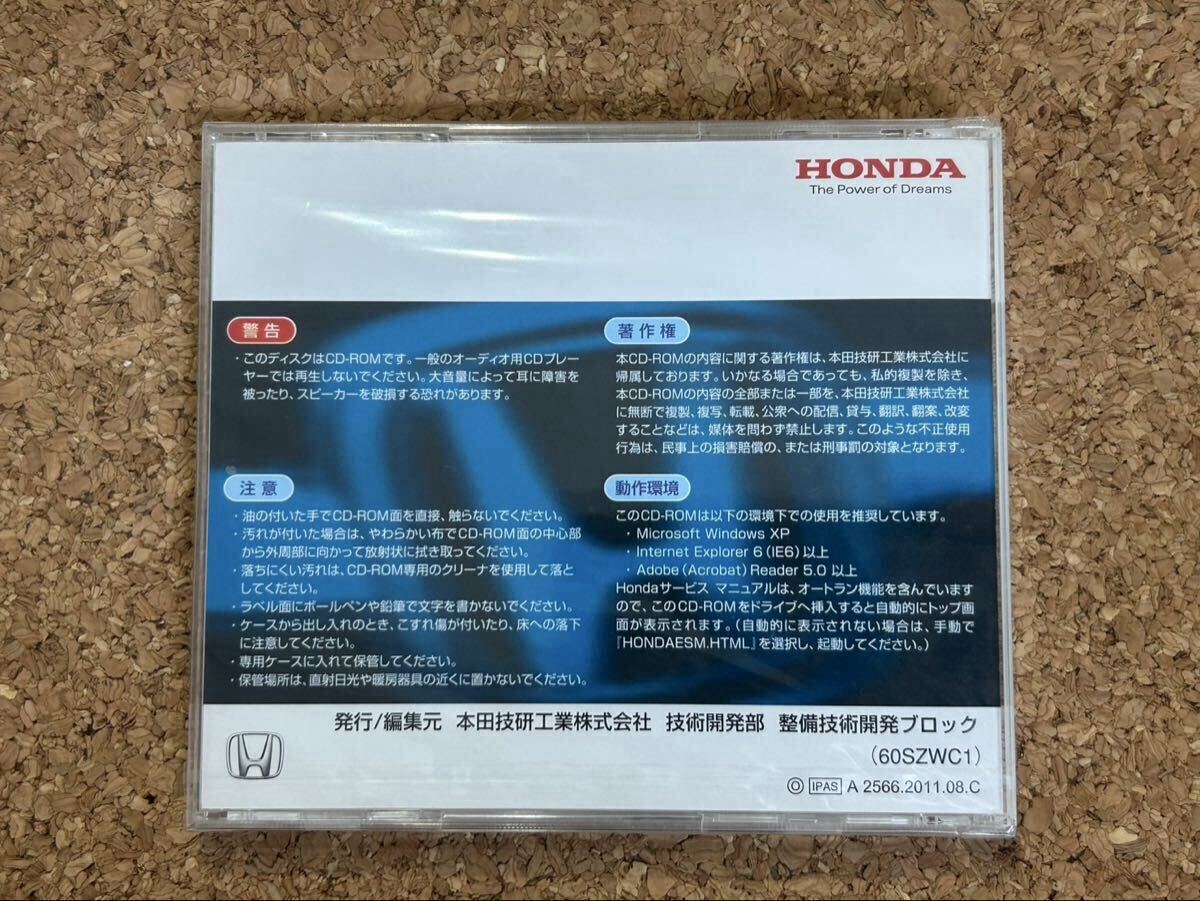 HONDA
The Power of Dreams
警告
・このディスクはCD-ROMです。一般のオーディオ用CDプレー
ヤーでは再生しないでください。大音量によって耳に障害を
被ったり、スピーカーを破損する恐れがあります。
注意
・油の付いた手でCD-ROM面を直接、触らないでください。
・汚れが付いた場合は、やわらかい布でCD-ROM面の中心部
から外周部に向かって放射状に拭き取ってください。
・落ちにくい汚れは、CD-ROM専用のクリーナを使用して落と
してください。
・ラベル面にボールペンや鉛筆で文字を書かないでください。
・ケースから出し入れのとき、こすれ傷が付いたり、床への落下
に注意してください。
・専用ケースに入れて保管してください。
・保管場所は、直射日光や暖房器具の近くに置かないでください。
著作権
本CD-ROMの内容に関する著作権は、本田技研工業株式会社に
帰属しております。いかなる場合であっても、私的複製を除き、
本CD-ROMの内容の全部または一部を、本田技研工業株式会社
に無断で複製、複写、転載、公衆への配信、貸与、翻訳、翻案、改変
することなどは、媒体を問わず禁止します。このような不正使用
行為は、民事上の損害賠償の、または刑事罰の対象となります。
動作環境
このCD-ROMは以下の環境下での使用を推奨しています。
・Microsoft Windows XP
・Internet Explorer 6(IE6)以上
・Adobe(Acrobat)Reader 5.0 以上
Hondaサービス マニュアルは、オートラン機能を含んでいます
ので、このCD-ROMをドライブへ挿入すると自動的にトップ画
面が表示されます。(自動的に表示されない場合は、手動で
『HONDAESM.HTML』を選択し、起動してください。)
発行/編集元 本田技研工業株式会社 技術開発部 整備技術開発ブロック
(60SZWC1)
Ⓞ IPAS A 2566.2011.08.C